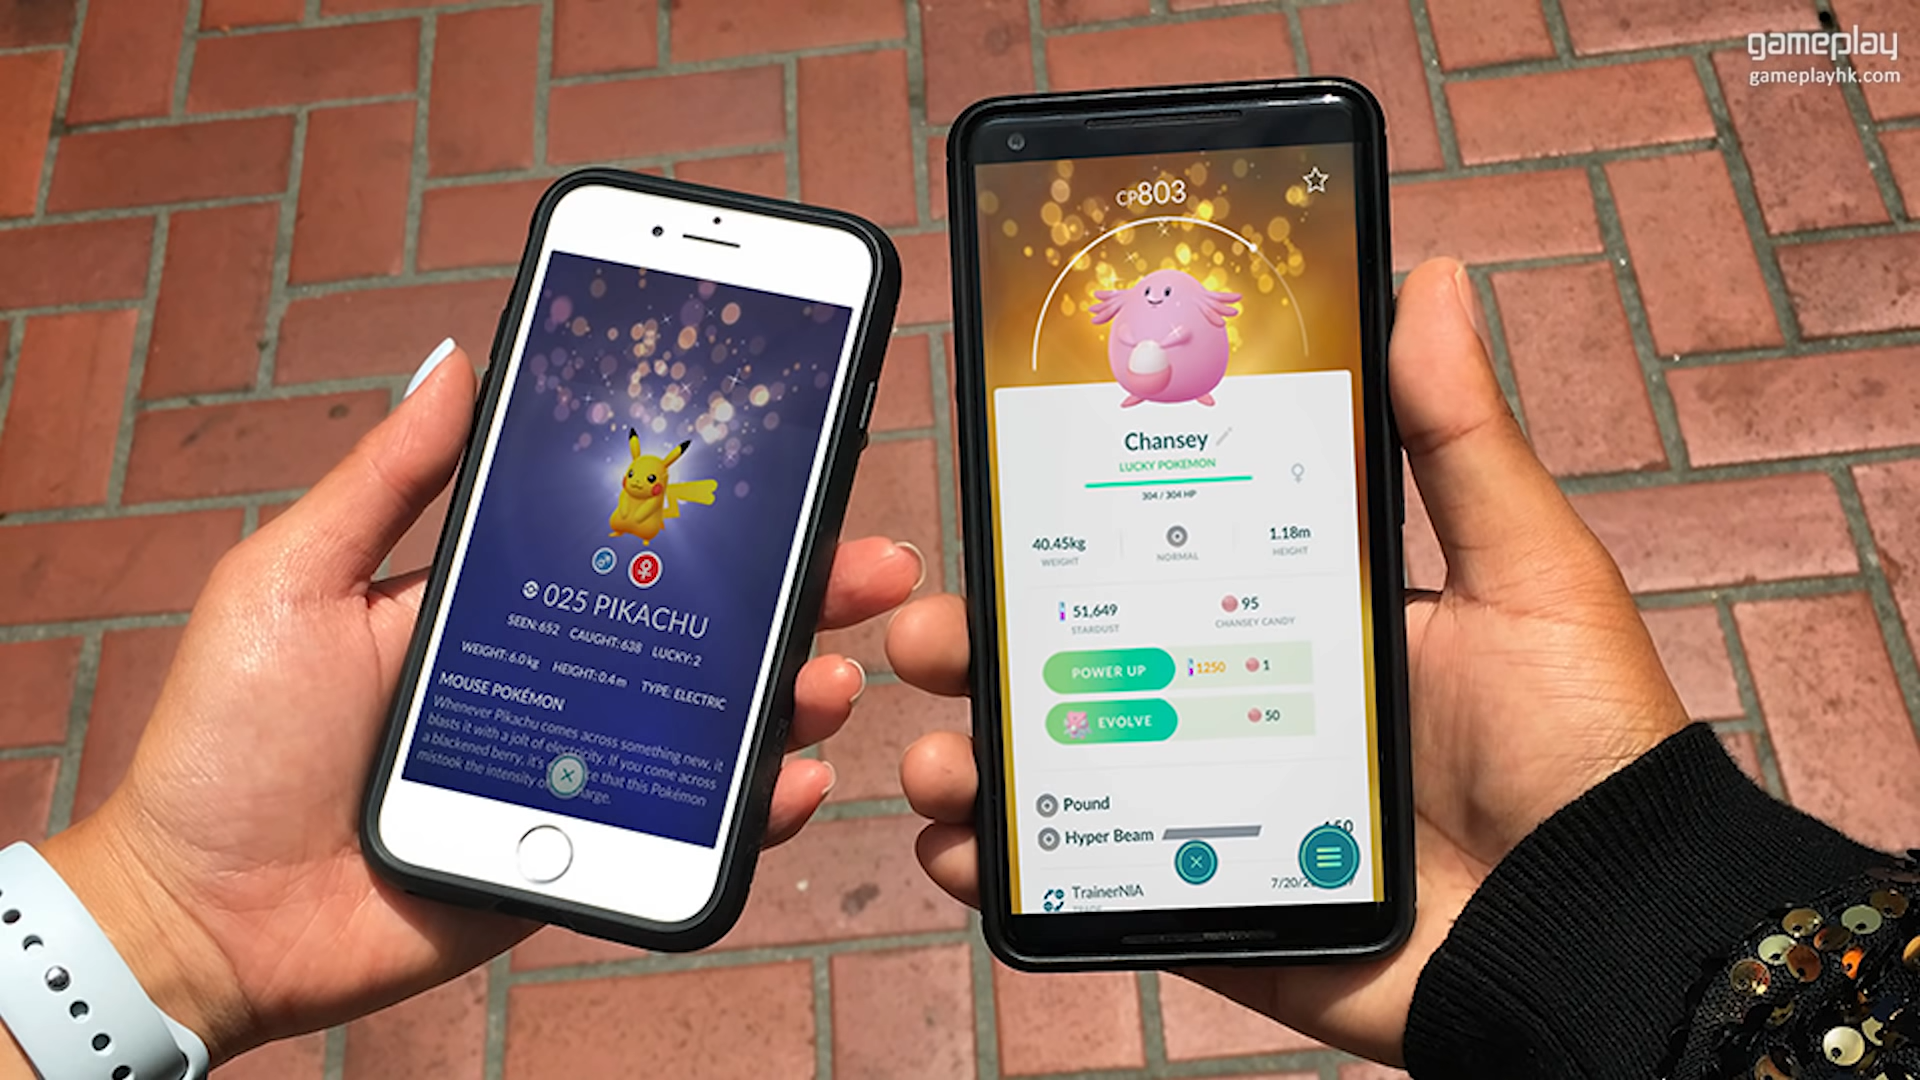 gameplay
gameplayhk.com
025 PIKACHU
SEEN: 652 CAUGHT: 638 LUCKY: 2
WEIGHT: 6.0kg HEIGHT: 0.4m TYPE: ELECTRIC
MOUSE POKÉMON
Whenever Pikachu comes across something new, it
blasts it with a jolt of electricity. If you come across
a blackened berry, it's that this Pokémon
mistook the intensity
CP803
Chansey
LUCKY POKEMON
304 / 304 HP
40.45kg
WEIGHT
NORMAL
1.18m
HEIGHT
51,649
STARDUST
95
CHANSEY CANDY
POWER UP 1250 1
EVOLVE 50
Pound
Hyper Beam
TrainerNIA